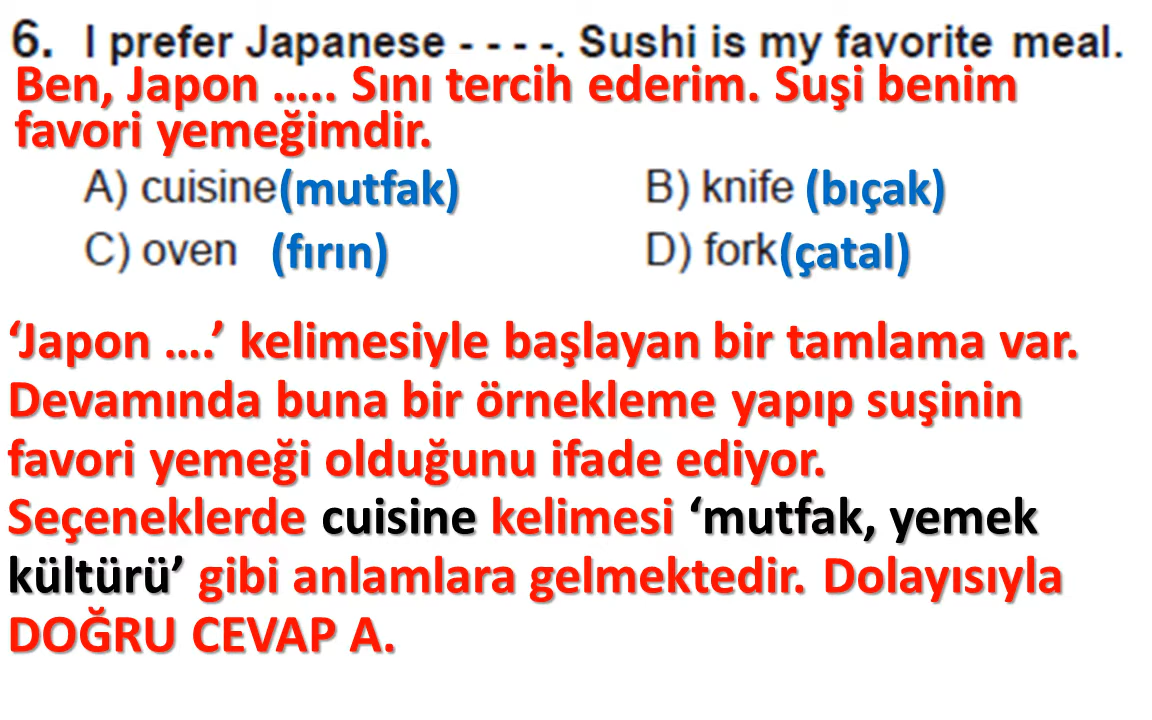 6. I prefer Japanese - - - -. Sushi is my favorite meal.
Ben, Japon ..... Sını tercih ederim. Suşi benim
favori yemeğimdir.
A) cuisine(mutfak) B) knife (bıçak)
C) oven (fırın) D) fork(çatal)
‘Japon ....’ kelimesiyle başlayan bir tamlama var.
Devamında buna bir örnekleme yapıp suşinin
favori yemeği olduğunu ifade ediyor.
Seçeneklerde cuisine kelimesi ‘mutfak, yemek
kültürü’ gibi anlamlara gelmektedir. Dolayısıyla
DOĞRU CEVAP A.